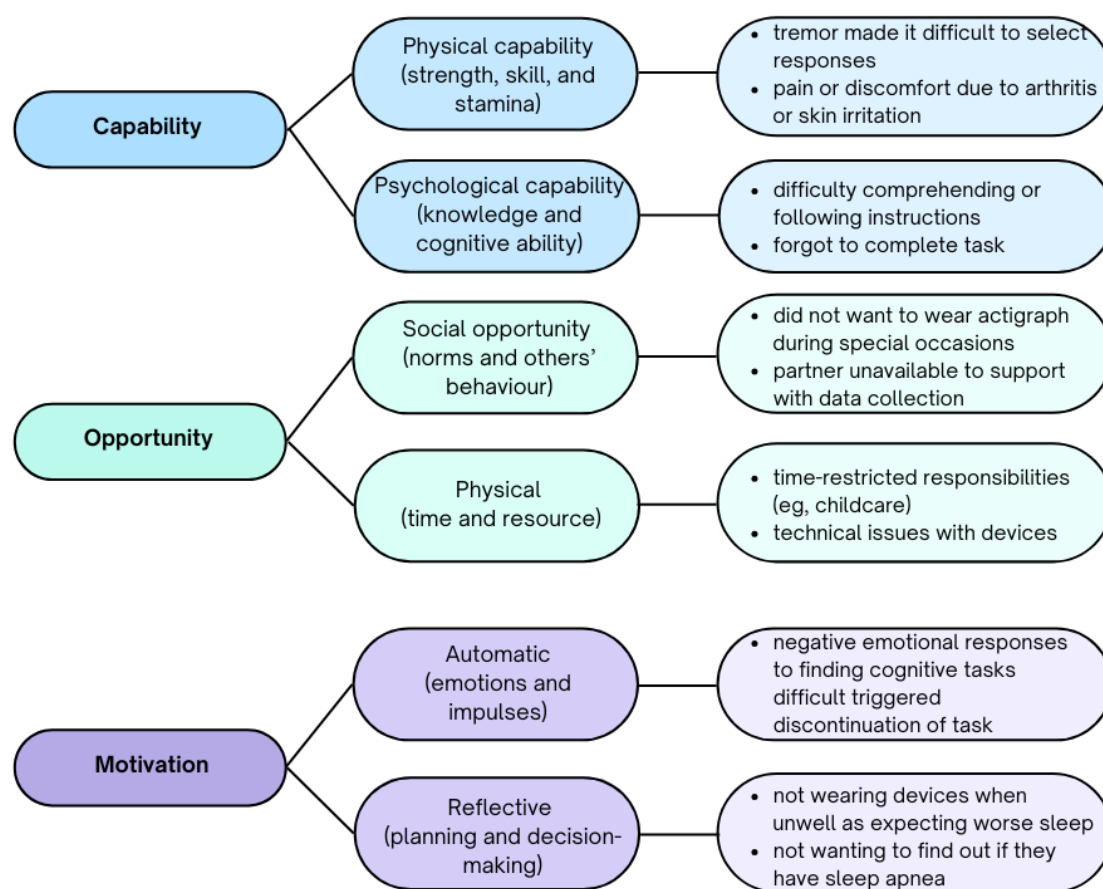 Capability
Physical capability
(strength, skill, and
stamina)
• tremor made it difficult to select
responses
• pain or discomfort due to arthritis
or skin irritation
Psychological capability
(knowledge and
cognitive ability)
• difficulty comprehending or
following instructions
• forgot to complete task
Opportunity
Social opportunity
(norms and others’
behaviour)
• did not want to wear actigraph
during special occasions
• partner unavailable to support
with data collection
Physical
(time and resource)
• time-restricted responsibilities
(eg, childcare)
• technical issues with devices
Motivation
Automatic
(emotions and
impulses)
• negative emotional responses
to finding cognitive tasks
difficult triggered
discontinuation of task
Reflective
(planning and decision-
making)
• not wearing devices when
unwell as expecting worse sleep
• not wanting to find out if they
have sleep apnea